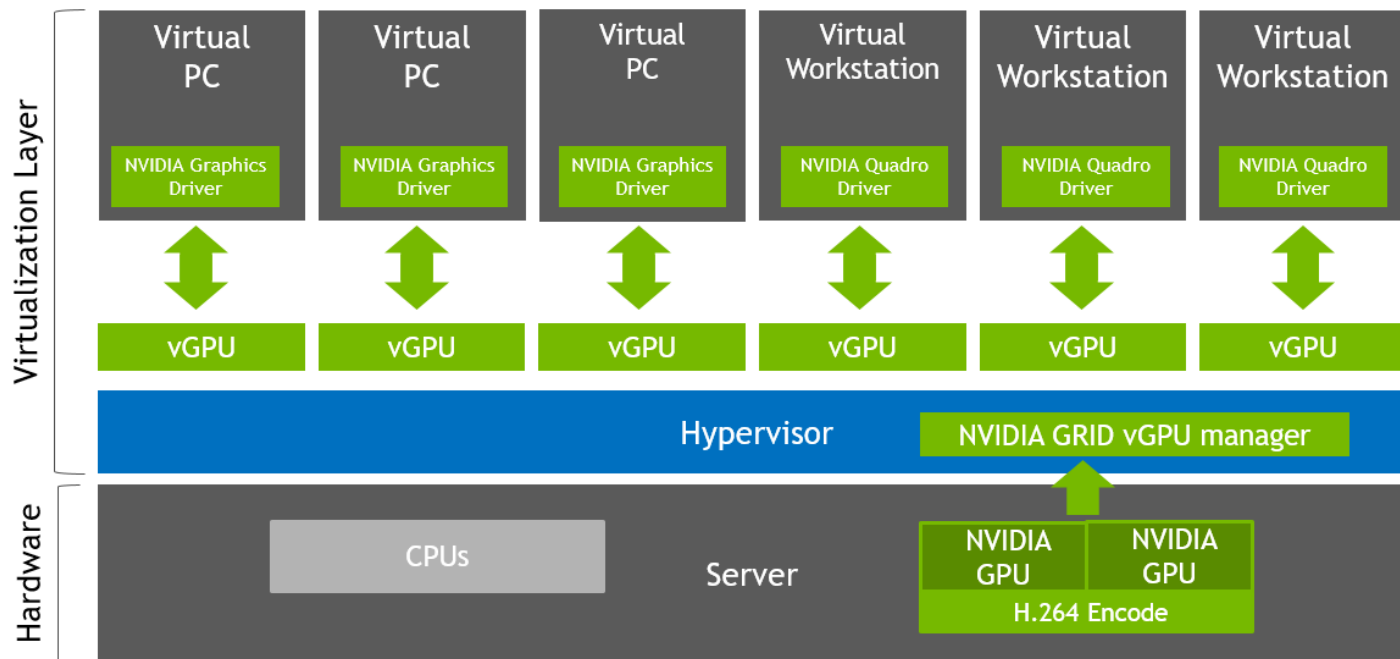 Virtualization Layer
Virtual
PC
Virtual
PC
Virtual
PC
Virtual
Workstation
Virtual
Workstation
Virtual
Workstation
NVIDIA Graphics
Driver
NVIDIA Graphics
Driver
NVIDIA Graphics
Driver
NVIDIA Quadro
Driver
NVIDIA Quadro
Driver
NVIDIA Quadro
Driver
vGPU
vGPU
vGPU
vGPU
vGPU
vGPU
Hypervisor
NVIDIA GRID vGPU manager
Hardware
CPUs
Server
NVIDIA
GPU
NVIDIA
GPU
H.264 Encode